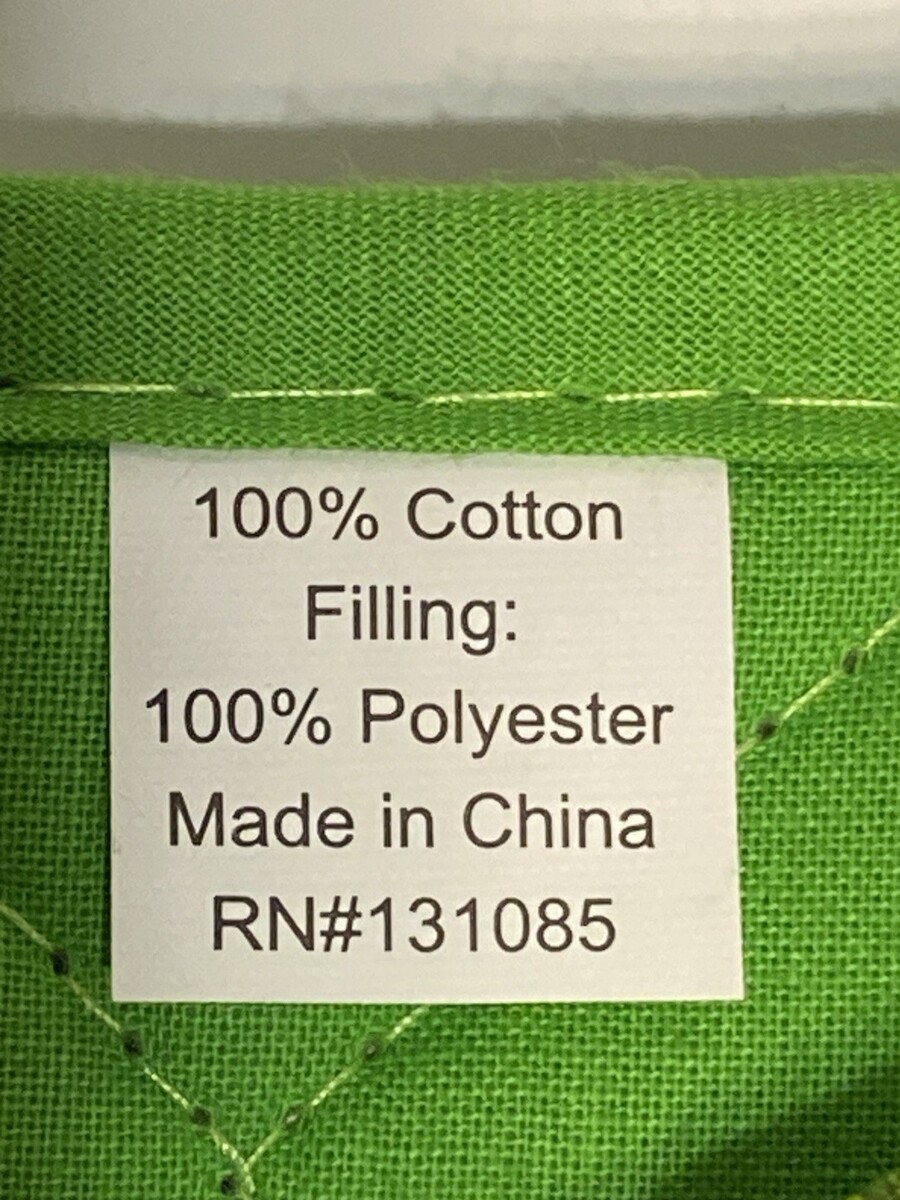 100% Cotton
Filling:
100% Polyester
Made in China
RN#131085